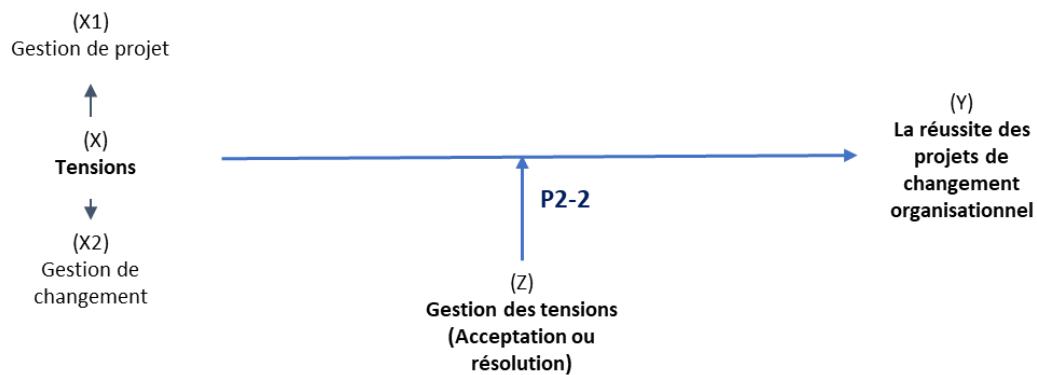 (X1)
Gestion de projet
(X)
Tensions
(X2)
Gestion de
changement
P2-2
(Z)
Gestion des tensions
(Acceptation ou
résolution)
(Y)
La réussite des
projets de
changement
organisationnel